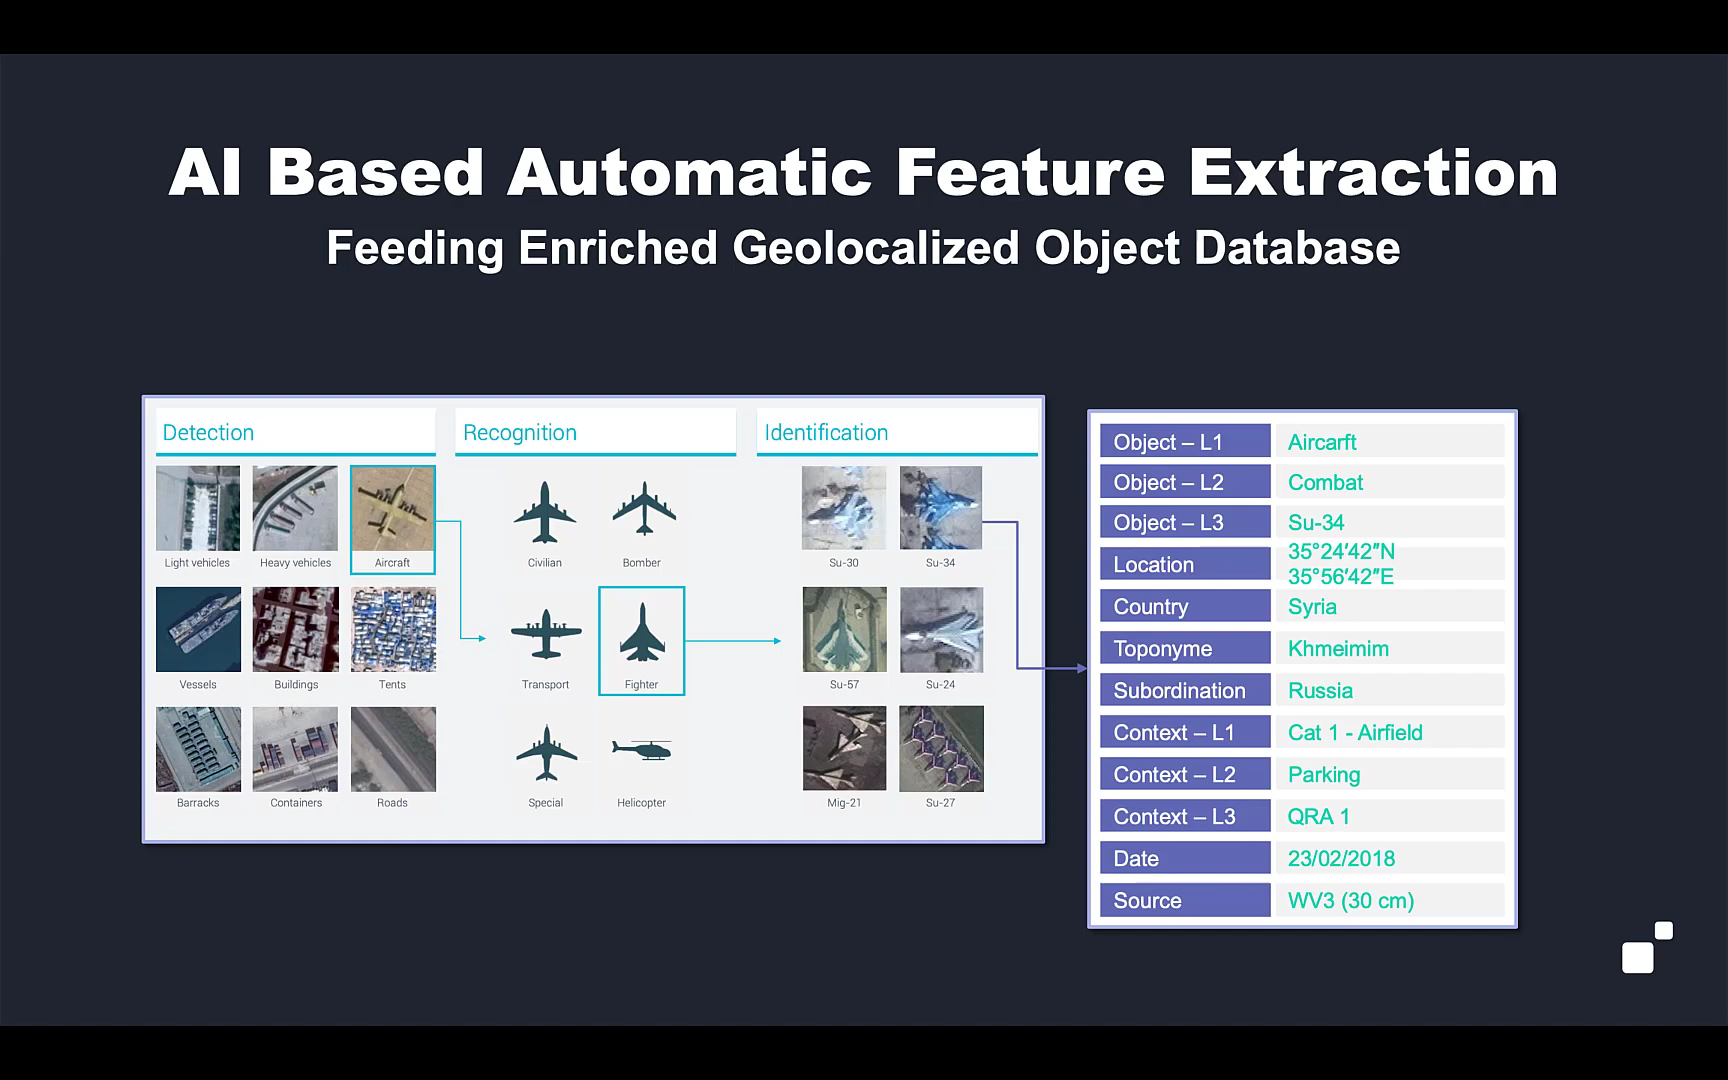 AI Based Automatic Feature Extraction
Feeding Enriched Geolocalized Object Database
Detection
Recognition
Identification
Light vehicles
Heavy vehicles
Aircraft
Vessels
Buildings
Tents
Barracks
Containers
Roads
Civilian
Bomber
Transport
Fighter
Special
Helicopter
Su-30
Su-34
Su-57
Su-24
Mig-21
Su-27
Object – L1 Aircarft
Object – L2 Combat
Object – L3 Su-34
Location 35°24′42″N
35°56′42″E
Country Syria
Toponyme Khmeimim
Subordination Russia
Context – L1 Cat 1 - Airfield
Context – L2 Parking
Context – L3 QRA 1
Date 23/02/2018
Source WV3 (30 cm)